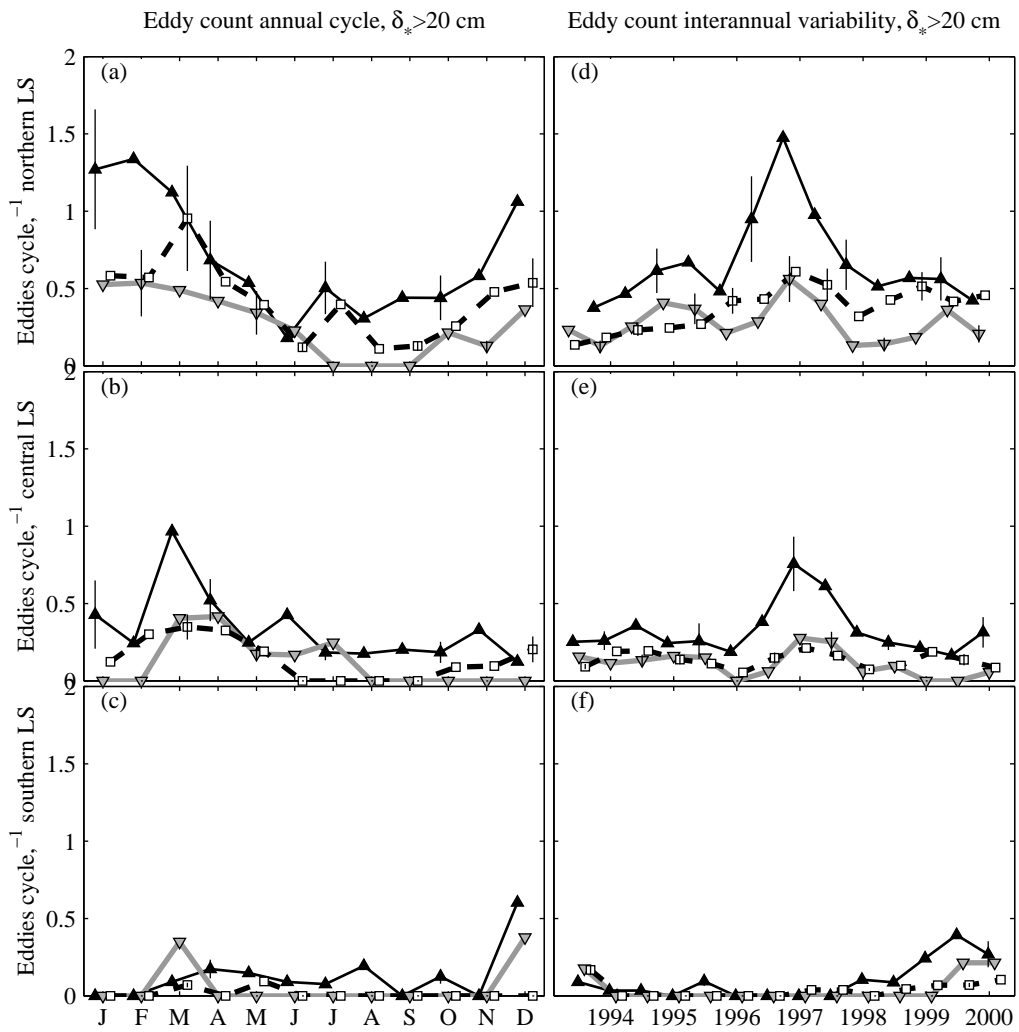 Eddy count annual cycle, δ*>20 cm
Eddy count interannual variability, δ*>20 cm
Eddies cycle,⁻¹ northern LS
2
1.5
1
0.5
0
(a)
(d)
Eddies cycle,⁻¹ central LS
2
1.5
1
0.5
0
(b)
(e)
Eddies cycle,⁻¹ southern LS
2
1.5
1
0.5
0
(c)
(f)
J F M A M J J A S O N D
1994 1995 1996 1997 1998 1999 2000